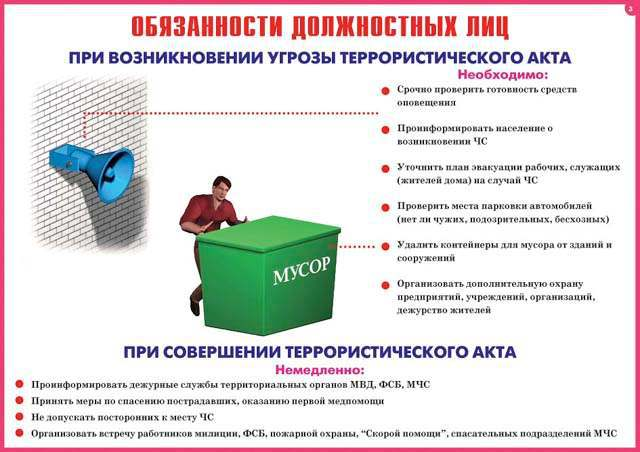 3
ОБЯЗАННОСТИ ДОЛЖНОСТНЫХ ЛИЦ
ПРИ ВОЗНИКНОВЕНИИ УГРОЗЫ ТЕРРОРИСТИЧЕСКОГО АКТА
Необходимо:
Срочно проверить готовность средств
оповещения
Проинформировать население о
возникновении ЧС
Уточнить план эвакуации рабочих, служащих
(жителей дома) на случай ЧС
Проверить места парковки автомобилей
(нет ли чужих, подозрительных, бесхозных)
Удалить контейнеры для мусора от зданий и
сооружений
Организовать дополнительную охрану
предприятий, учреждений, организаций,
дежурство жителей
МУСОР
ПРИ СОВЕРШЕНИИ ТЕРРОРИСТИЧЕСКОГО АКТА
Немедленно:
Проинформировать дежурные службы территориальных органов МВД, ФСБ, МЧС
Принять меры по спасению пострадавших, оказанию первой медпомощи
Не допускать посторонних к месту ЧС
Организовать встречу работников милиции, ФСБ, пожарной охраны, “Скорой помощи”, спасательных подразделений МЧС